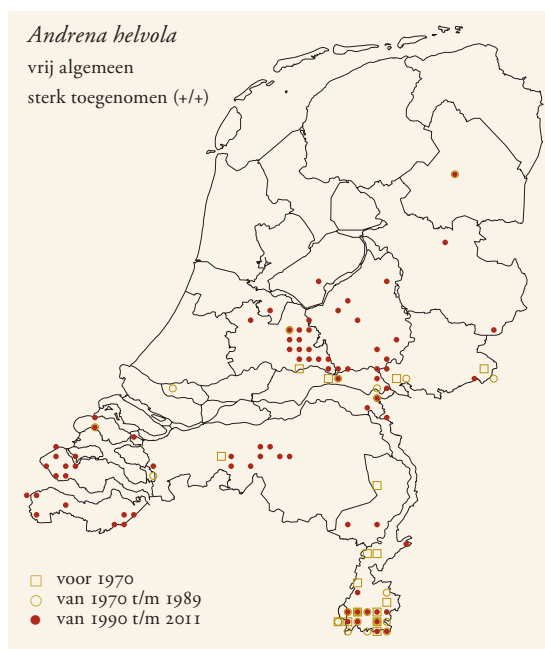 Andrena helvola
vrij algemeen
sterk toegenomen (+/+)
voor 1970
van 1970 t/m 1989
van 1990 t/m 2011